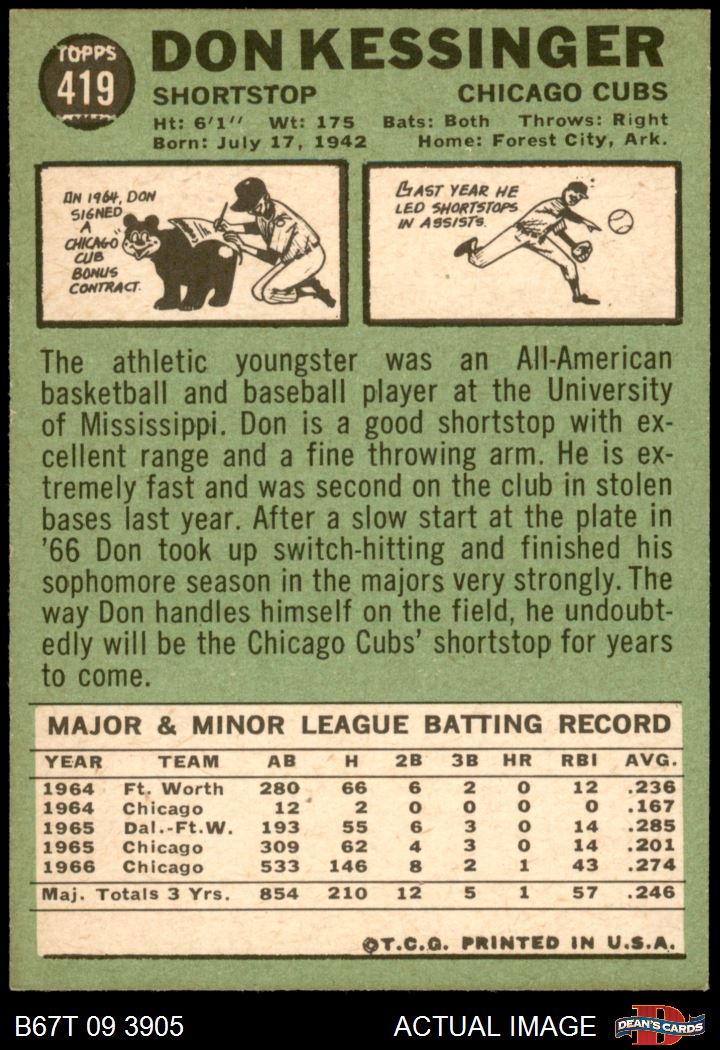 TOPPS
419
DON KESSINGER
SHORTSTOP CHICAGO CUBS
Ht: 6'1" Wt: 175 Bats: Both Throws: Right
Born: July 17, 1942 Home: Forest City, Ark.
IN 1964, DON
SIGNED
A
CHICAGO
CUB
BONUS
CONTRACT.
LAST YEAR HE
LED SHORTSTOPS
IN ASSISTS.
The athletic youngster was an All-American
basketball and baseball player at the University
of Mississippi. Don is a good shortstop with ex-
cellent range and a fine throwing arm. He is ex-
tremely fast and was second on the club in stolen
bases last year. After a slow start at the plate in
'66 Don took up switch-hitting and finished his
sophomore season in the majors very strongly. The
way Don handles himself on the field, he undoubt-
edly will be the Chicago Cubs' shortstop for years
to come.
MAJOR & MINOR LEAGUE BATTING RECORD
YEAR TEAM AB H 2B 3B HR RBI AVG.
1964 Ft. Worth 280 66 6 2 0 12 .236
1964 Chicago 12 2 0 0 0 0 .167
1965 Dal.-Ft.W. 193 55 6 3 0 14 .285
1965 Chicago 309 62 4 3 0 14 .201
1966 Chicago 533 146 8 2 1 43 .274
Maj. Totals 3 Yrs. 854 210 12 5 1 57 .246
©T.C.G. PRINTED IN U.S.A.
B67T 09 3905 ACTUAL IMAGE
D
DEAN'S CARDS